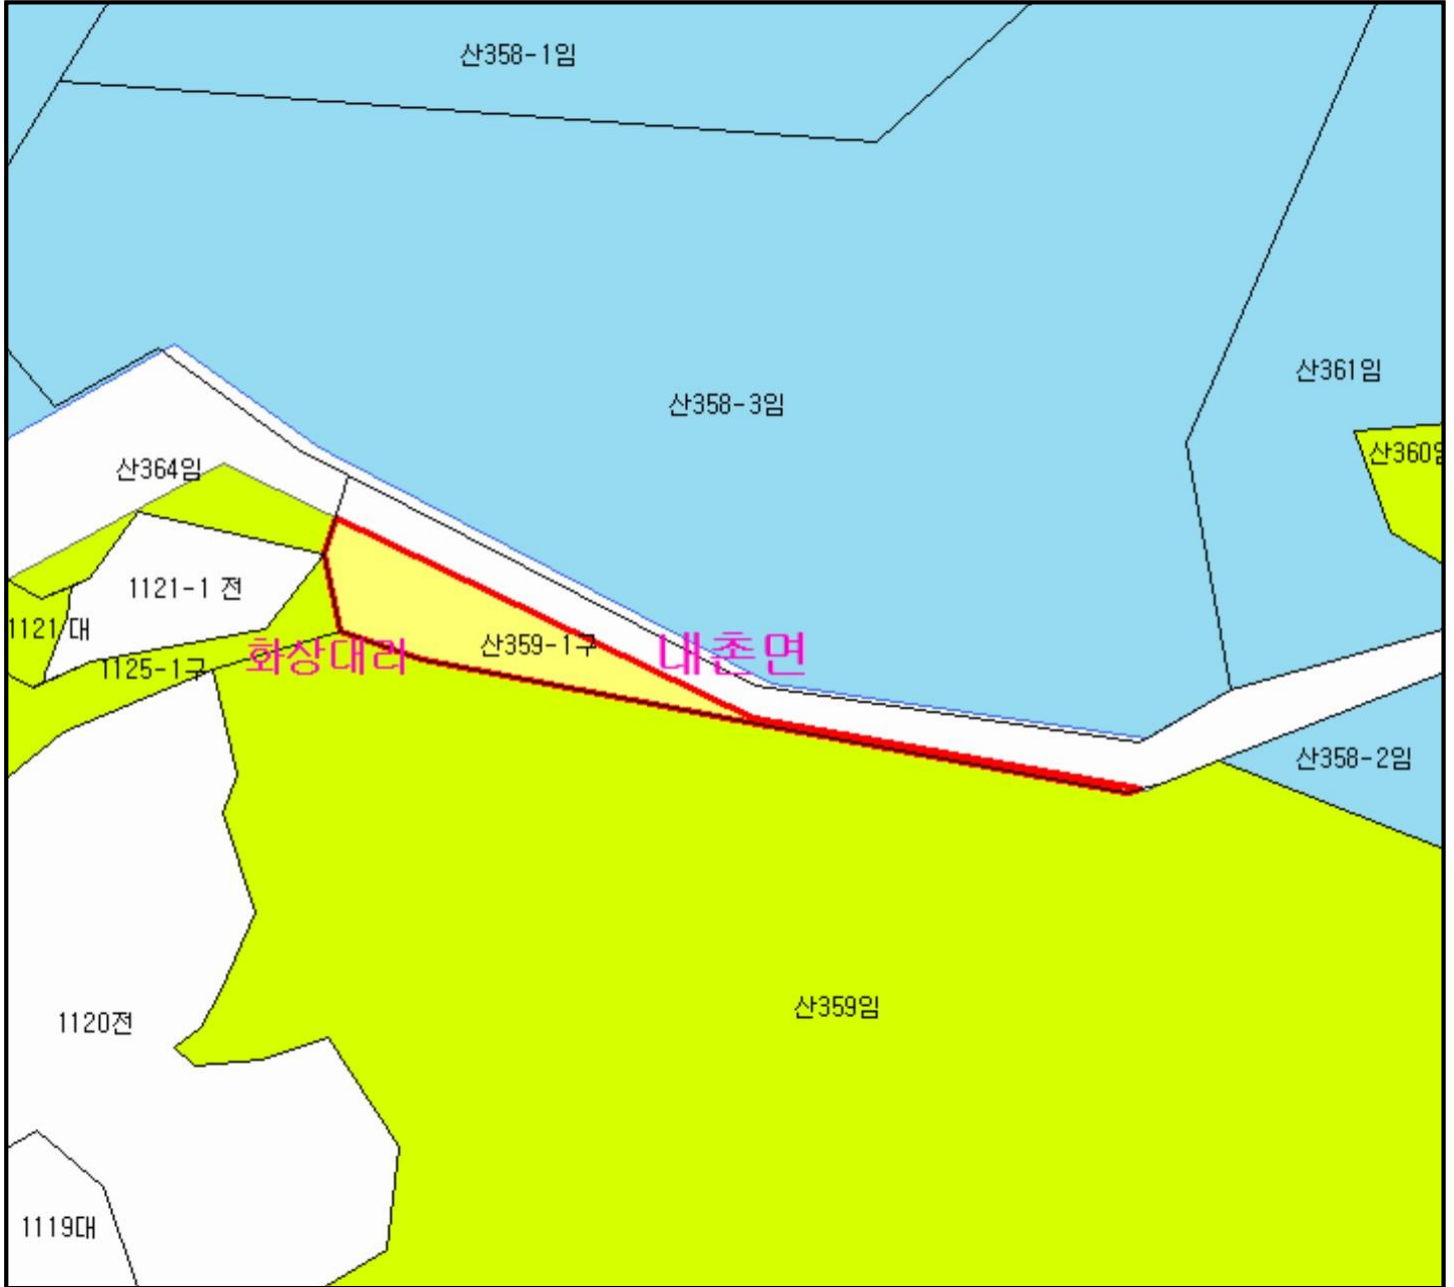 산358-1임
산361임
산358-3임
산360임
산364임
1121-1 전
1121 대
산359-1구
화상대리
내촌면
1125-1구
산358-2임
산359임
1120전
1119대